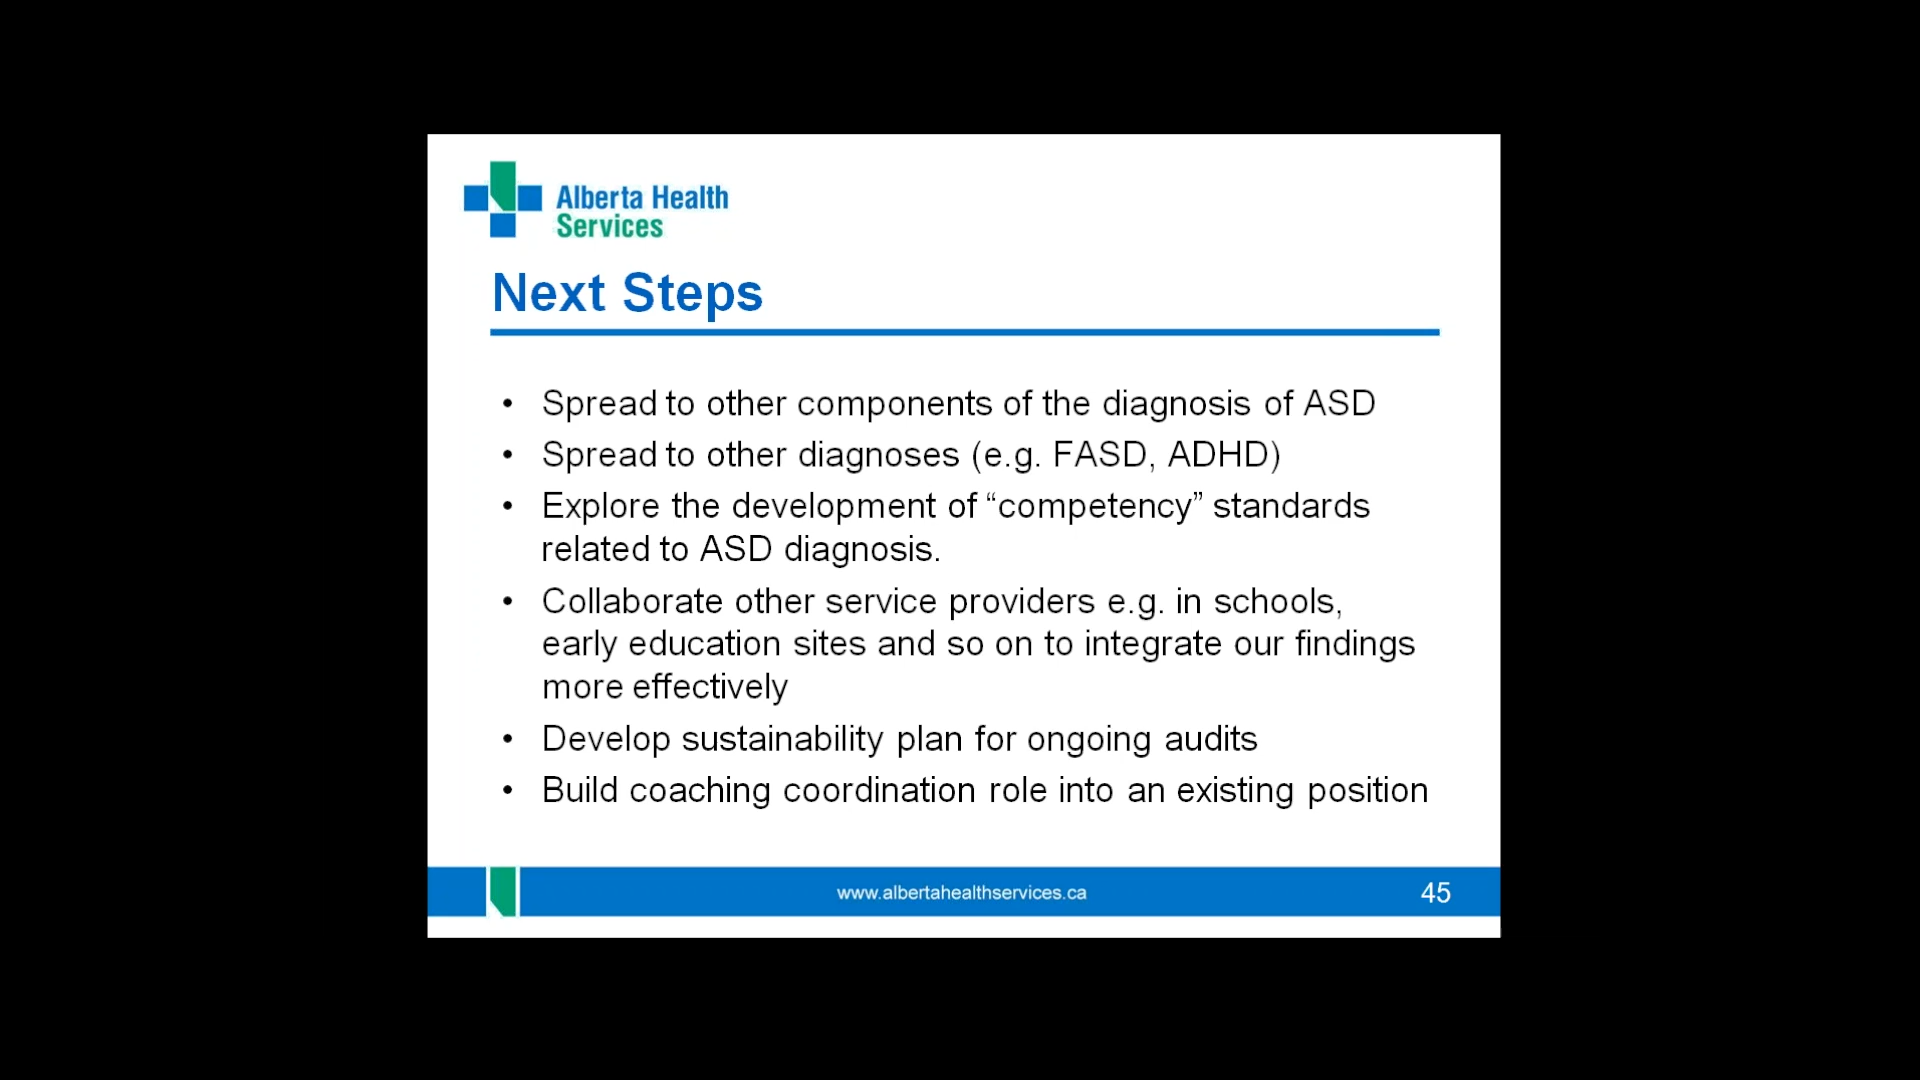 Alberta Health
Services
Next Steps
• Spread to other components of the diagnosis of ASD
• Spread to other diagnoses (e.g. FASD, ADHD)
• Explore the development of “competency” standards
related to ASD diagnosis.
• Collaborate other service providers e.g. in schools,
early education sites and so on to integrate our findings
more effectively
• Develop sustainability plan for ongoing audits
• Build coaching coordination role into an existing position
www.albertahealthservices.ca
45